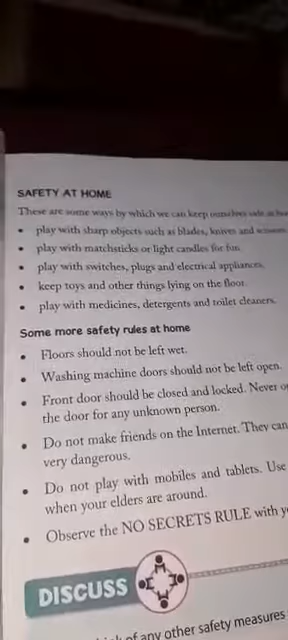 SAFETY AT HOME
These are some ways by which we can keep ourselves safe at
• play with sharp objects such as blades, knives and scissors
• play with matchsticks or light candles for fun.
• play with switches, plugs and electrical appliances.
• keep toys and other things lying on the floor.
• play with medicines, detergents and toilet cleaners.
Some more safety rules at home
• Floors should not be left wet.
• Washing machine doors should not be left open.
• Front door should be closed and locked. Never
the door for any unknown person.
• Do not make friends on the Internet. They can
very dangerous.
• Do not play with mobiles and tablets. Use
when your elders are around.
• Observe the NO SECRETS RULE with
DISCUSS
of any other safety measures